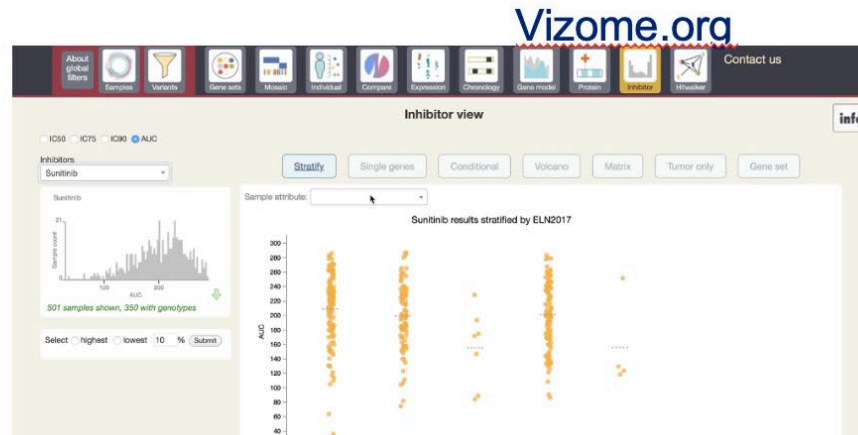 Vizome.org
About global filters
Samples
Variants
Gene sets
Mosaic
Individual
Compare
Expression
Chronology
Gene model
Protein
Inhibitor
Hitwalker
Contact us
Inhibitor view
info
IC50 IC75 IC90 AUC
Inhibitors
Sunitinib
Stratify
Single genes
Conditional
Volcano
Matrix
Tumor only
Gene set
Sunitinib
Sample attribute:
Sunitinib results stratified by ELN2017
21
Sample count
0
100
200
AUC
501 samples shown, 350 with genotypes
Select highest lowest 10 % Submit
AUC
300
280
260
240
220
200
180
160
140
120
100
80
60
40